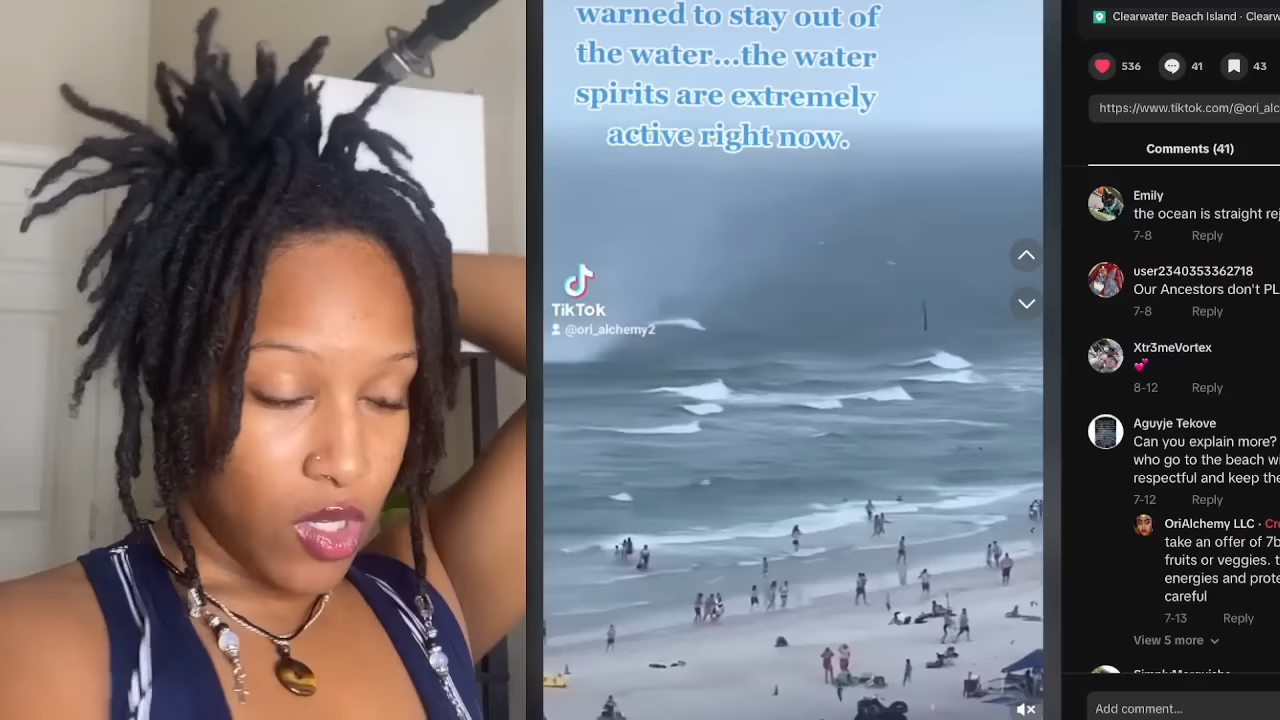 warned to stay out of
the water...the water
spirits are extremely
active right now.
TikTok
@ori_alchemy2
Clearwater Beach Island · Clearw
536
41
43
https://www.tiktok.com/@ori_alc
Comments (41)
Emily
the ocean is straight rej
7-8 Reply
user2340353362718
Our Ancestors don't PL
7-8 Reply
Xtr3meVortex
💕
8-12 Reply
Aguyje Tekove
Can you explain more?
who go to the beach wi
respectful and keep the
7-12 Reply
OriAlchemy LLC · Cre
take an offer of 7b
fruits or veggies. t
energies and prote
careful
7-13 Reply
View 5 more
Add comment...